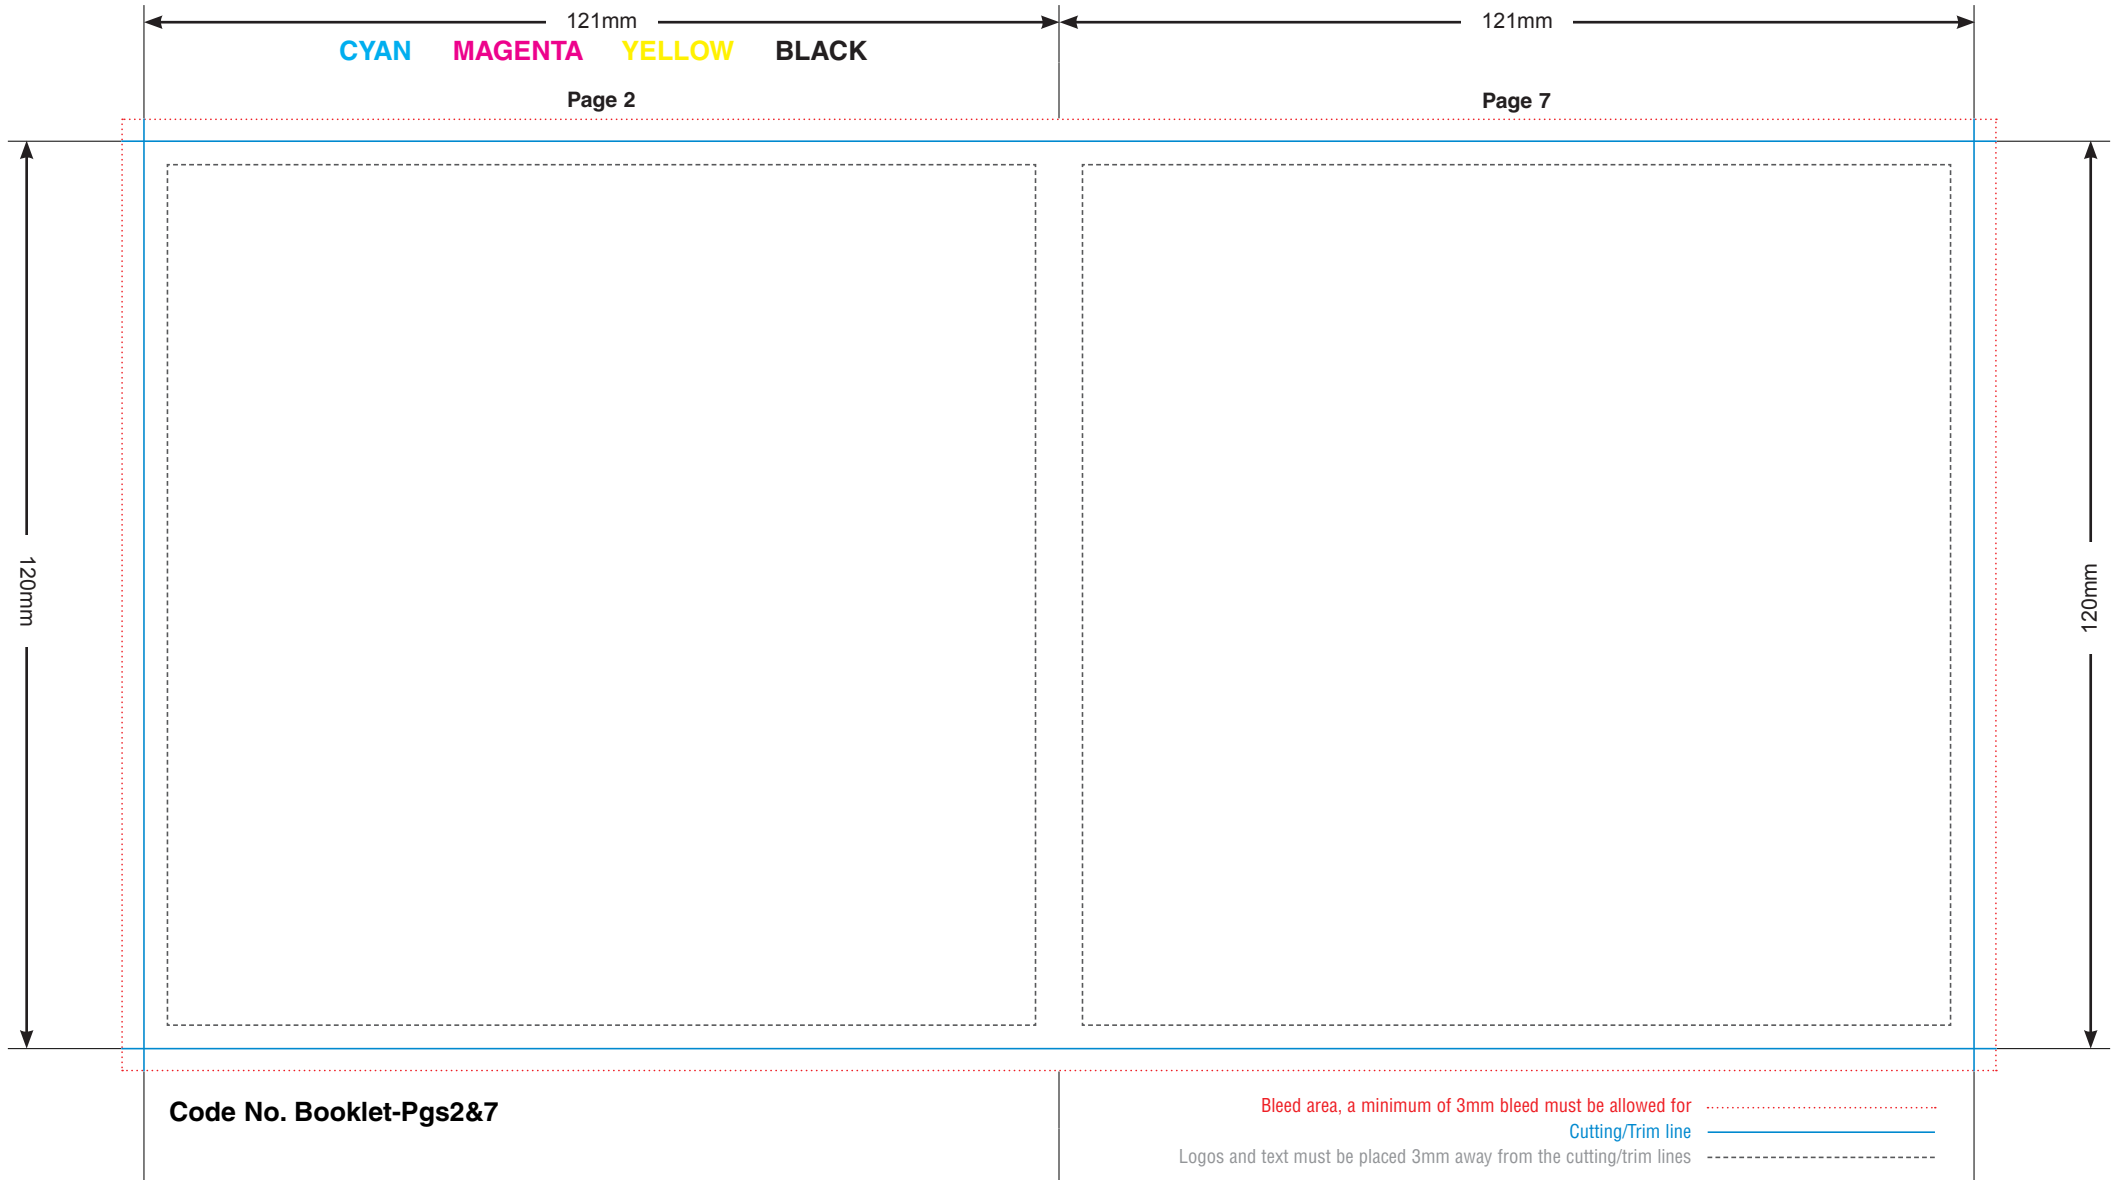 121mm
121mm
CYAN MAGENTA YELLOW BLACK
Page 2
Page 7
120mm
120mm
Code No. Booklet-Pgs2&7
Bleed area, a minimum of 3mm bleed must be allowed for
Cutting/Trim line
Logos and text must be placed 3mm away from the cutting/trim lines